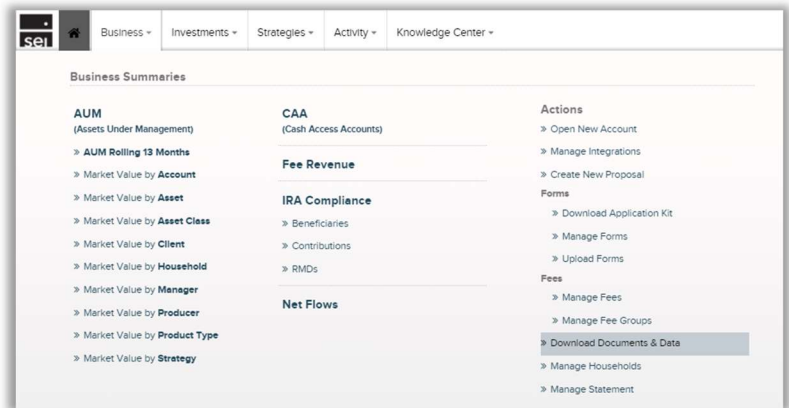 sei
Business
Investments
Strategies
Activity
Knowledge Center
Business Summaries
AUM
(Assets Under Management)
» AUM Rolling 13 Months
» Market Value by Account
» Market Value by Asset
» Market Value by Asset Class
» Market Value by Client
» Market Value by Household
» Market Value by Manager
» Market Value by Producer
» Market Value by Product Type
» Market Value by Strategy
CAA
(Cash Access Accounts)
Fee Revenue
IRA Compliance
» Beneficiaries
» Contributions
» RMDs
Net Flows
Actions
» Open New Account
» Manage Integrations
» Create New Proposal
Forms
» Download Application Kit
» Manage Forms
» Upload Forms
Fees
» Manage Fees
» Manage Fee Groups
» Download Documents & Data
» Manage Households
» Manage Statement